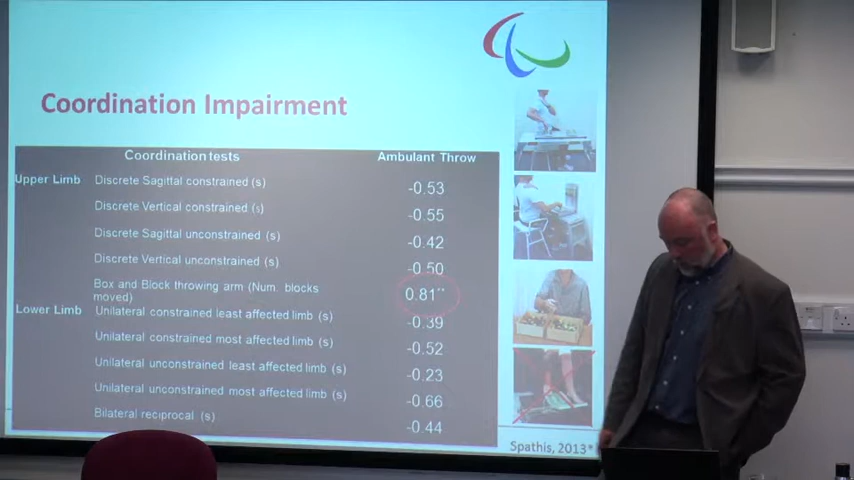 Coordination Impairment
Coordination tests Ambulant Throw
Upper Limb Discrete Sagittal constrained (s) -0.53
Discrete Vertical constrained (s) -0.55
Discrete Sagittal unconstrained (s) -0.42
Discrete Vertical unconstrained (s) -0.50
Box and Block throwing arm (Num. blocks
moved) 0.81**
Lower Limb Unilateral constrained least affected limb (s) -0.39
Unilateral constrained most affected limb (s) -0.52
Unilateral unconstrained least affected limb (s) -0.23
Unilateral unconstrained most affected limb (s) -0.66
Bilateral reciprocal (s) -0.44
Spathis, 2013*